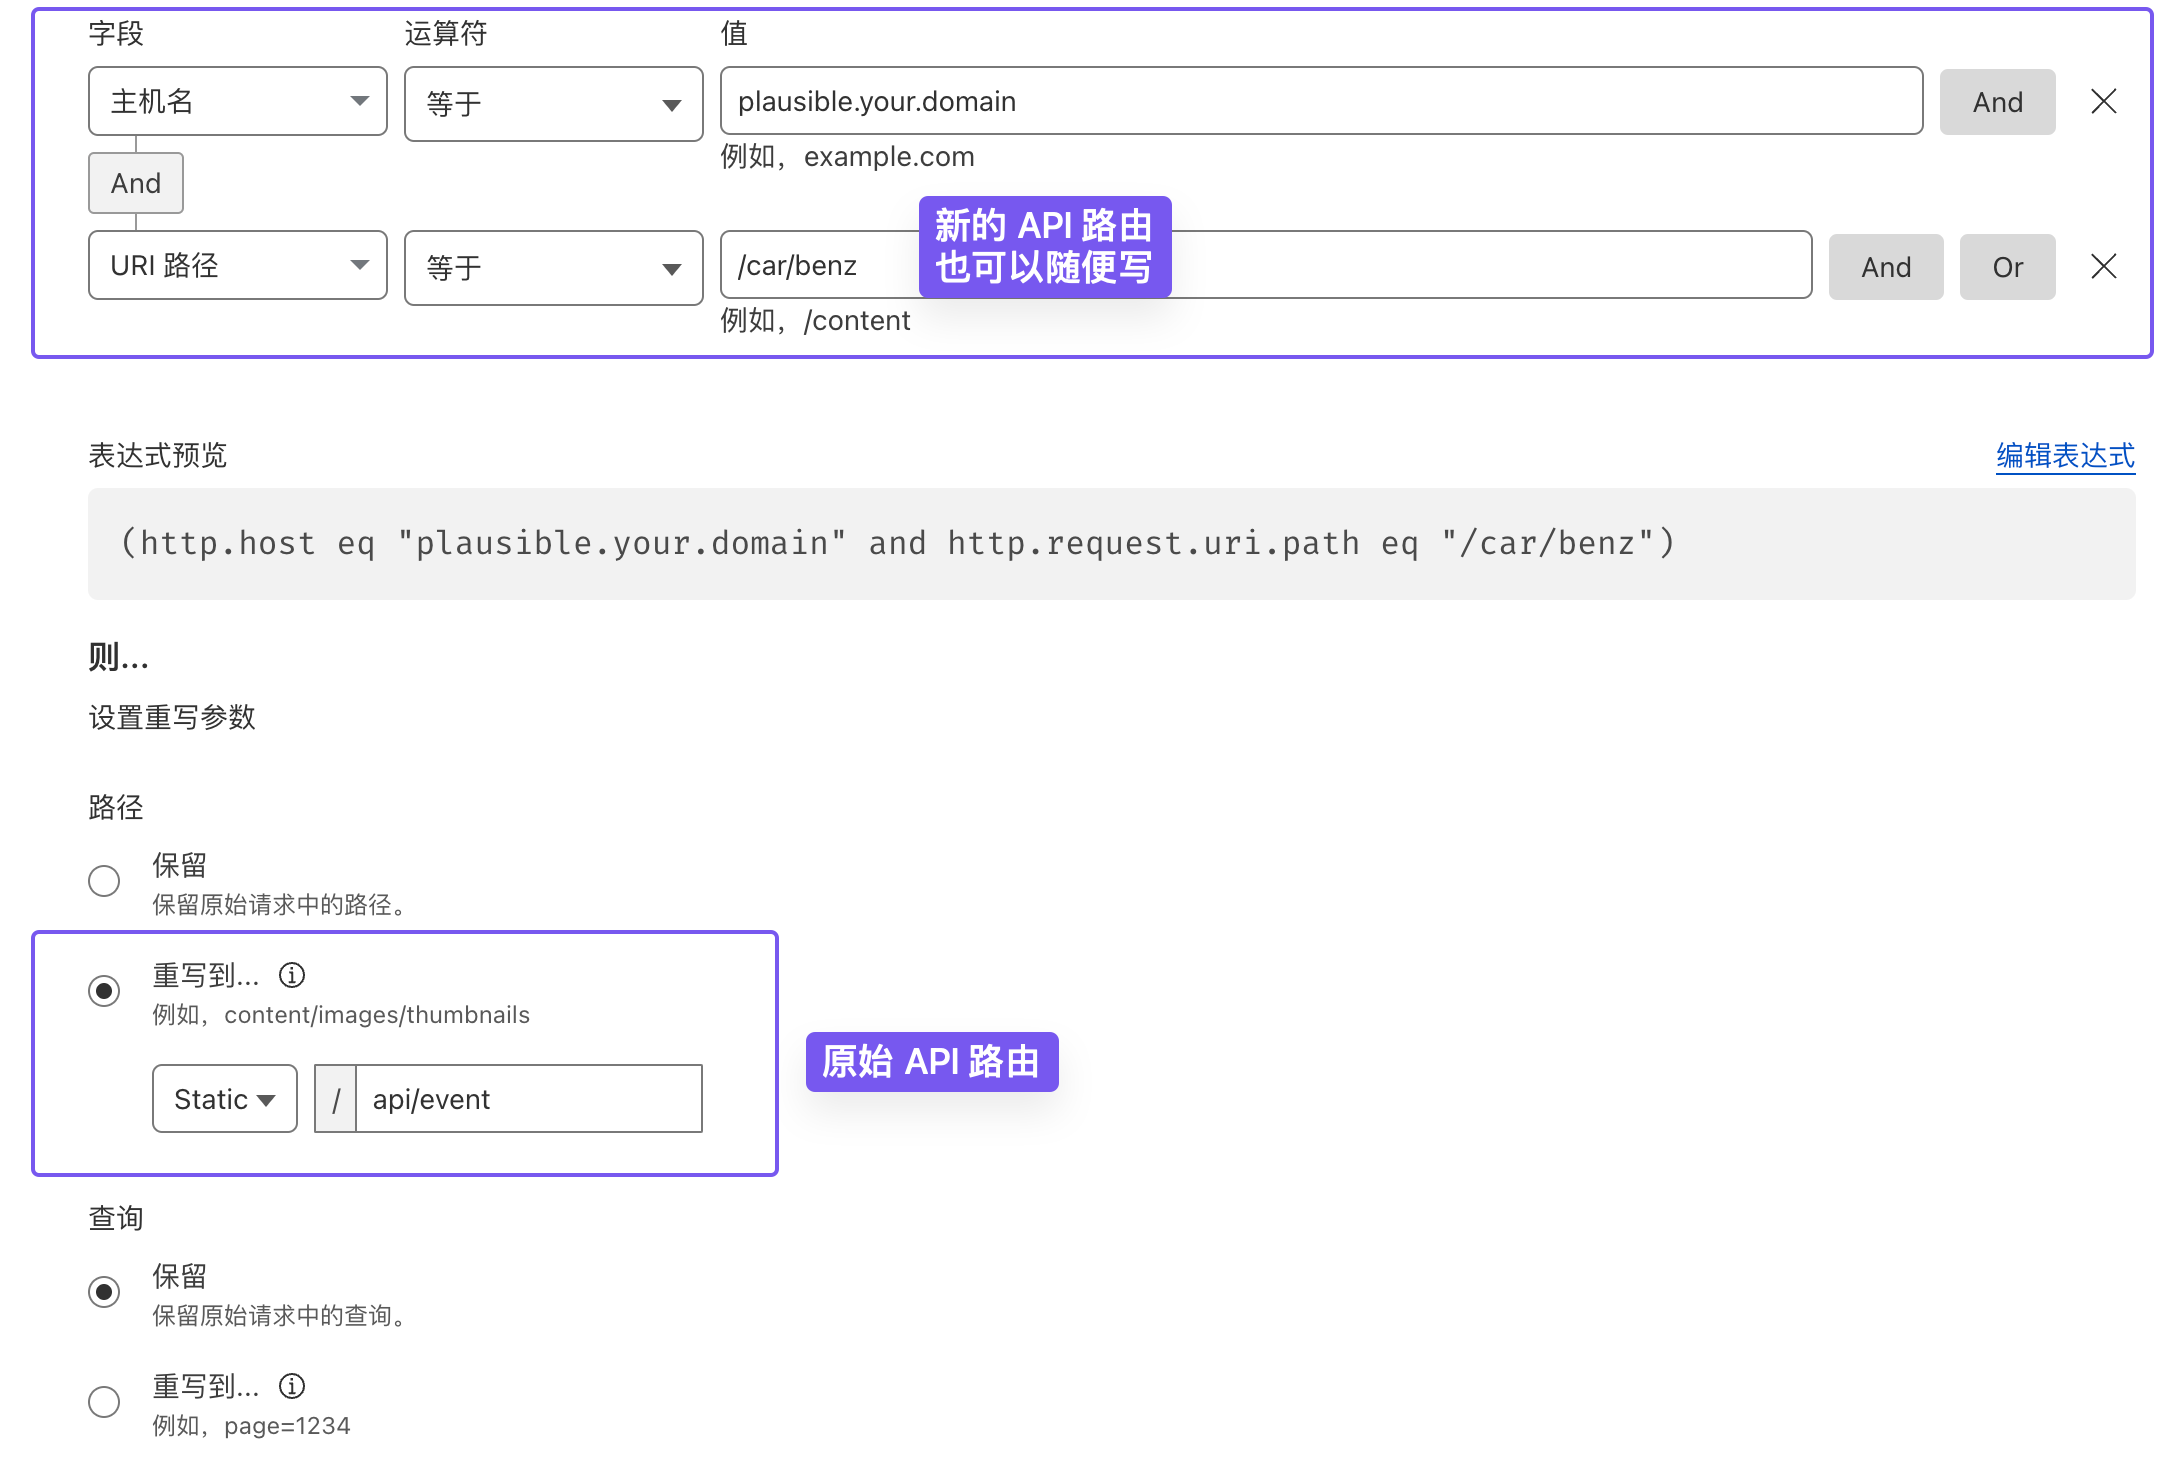 字段 运算符 值
主机名 等于 plausible.your.domain And
例如，example.com
And
新的 API 路由
也可以随便写
URI 路径 等于 /car/benz And Or
例如，/content
表达式预览 编辑表达式
(http.host eq "plausible.your.domain" and http.request.uri.path eq "/car/benz")
则...
设置重写参数
路径
保留
保留原始请求中的路径。
重写到...
例如，content/images/thumbnails
原始 API 路由
Static / api/event
查询
保留
保留原始请求中的查询。
重写到...
例如，page=1234